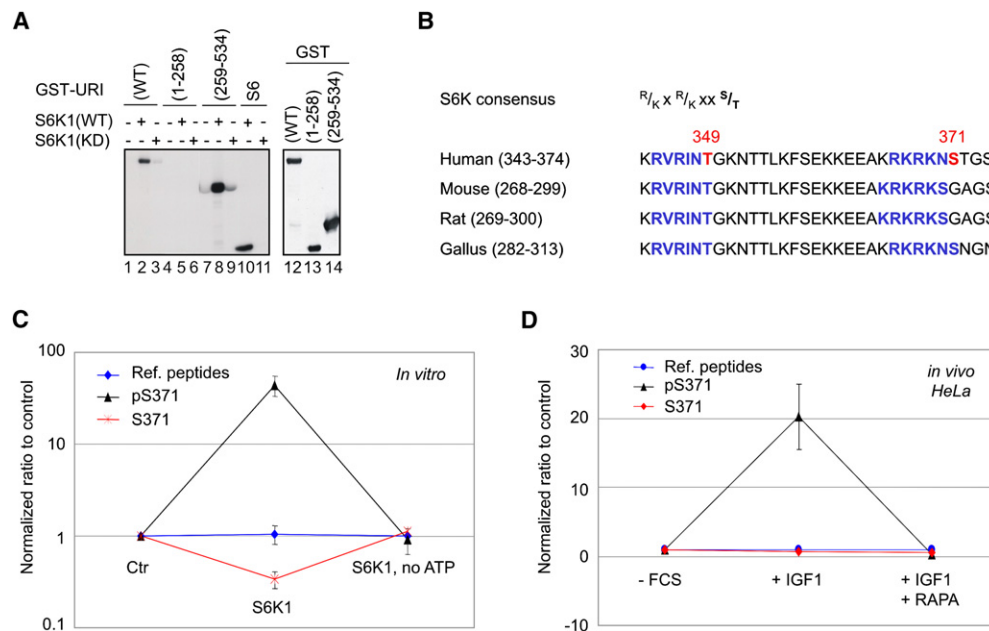 A
GST-URI
(WT)
(1-258)
(259-534)
S6
GST
(WT)
(1-258)
(259-534)
S6K1(WT) - + - - + - - + - + -
S6K1(KD) - - + - - + - - + - +
1 2 3 4 5 6 7 8 9 10 11
12 13 14
B
S6K consensus R/K x R/K xx S/T
349 371
Human (343-374) KRVRINTGKNTTLKFSEKKEEAKRKRKNSTGS
Mouse (268-299) KRVRINTGKNTTLKFSEKKEEAKRKRKSGAGS
Rat (269-300) KRVRINTGKNTTLKFSEKKEEAKRKRKSGAGS
Gallus (282-313) KRVRINTGKNTTLKFSEKKEEAKRKRKNSNGN
C
Normalized ratio to control
100
10
1
0.1
Ref. peptides
pS371
S371
In vitro
Ctr
S6K1
S6K1, no ATP
D
Normalized ratio to control
30
20
10
0
-10
Ref. peptides
pS371
S371
in vivo
HeLa
- FCS
+ IGF1
+ IGF1
+ RAPA